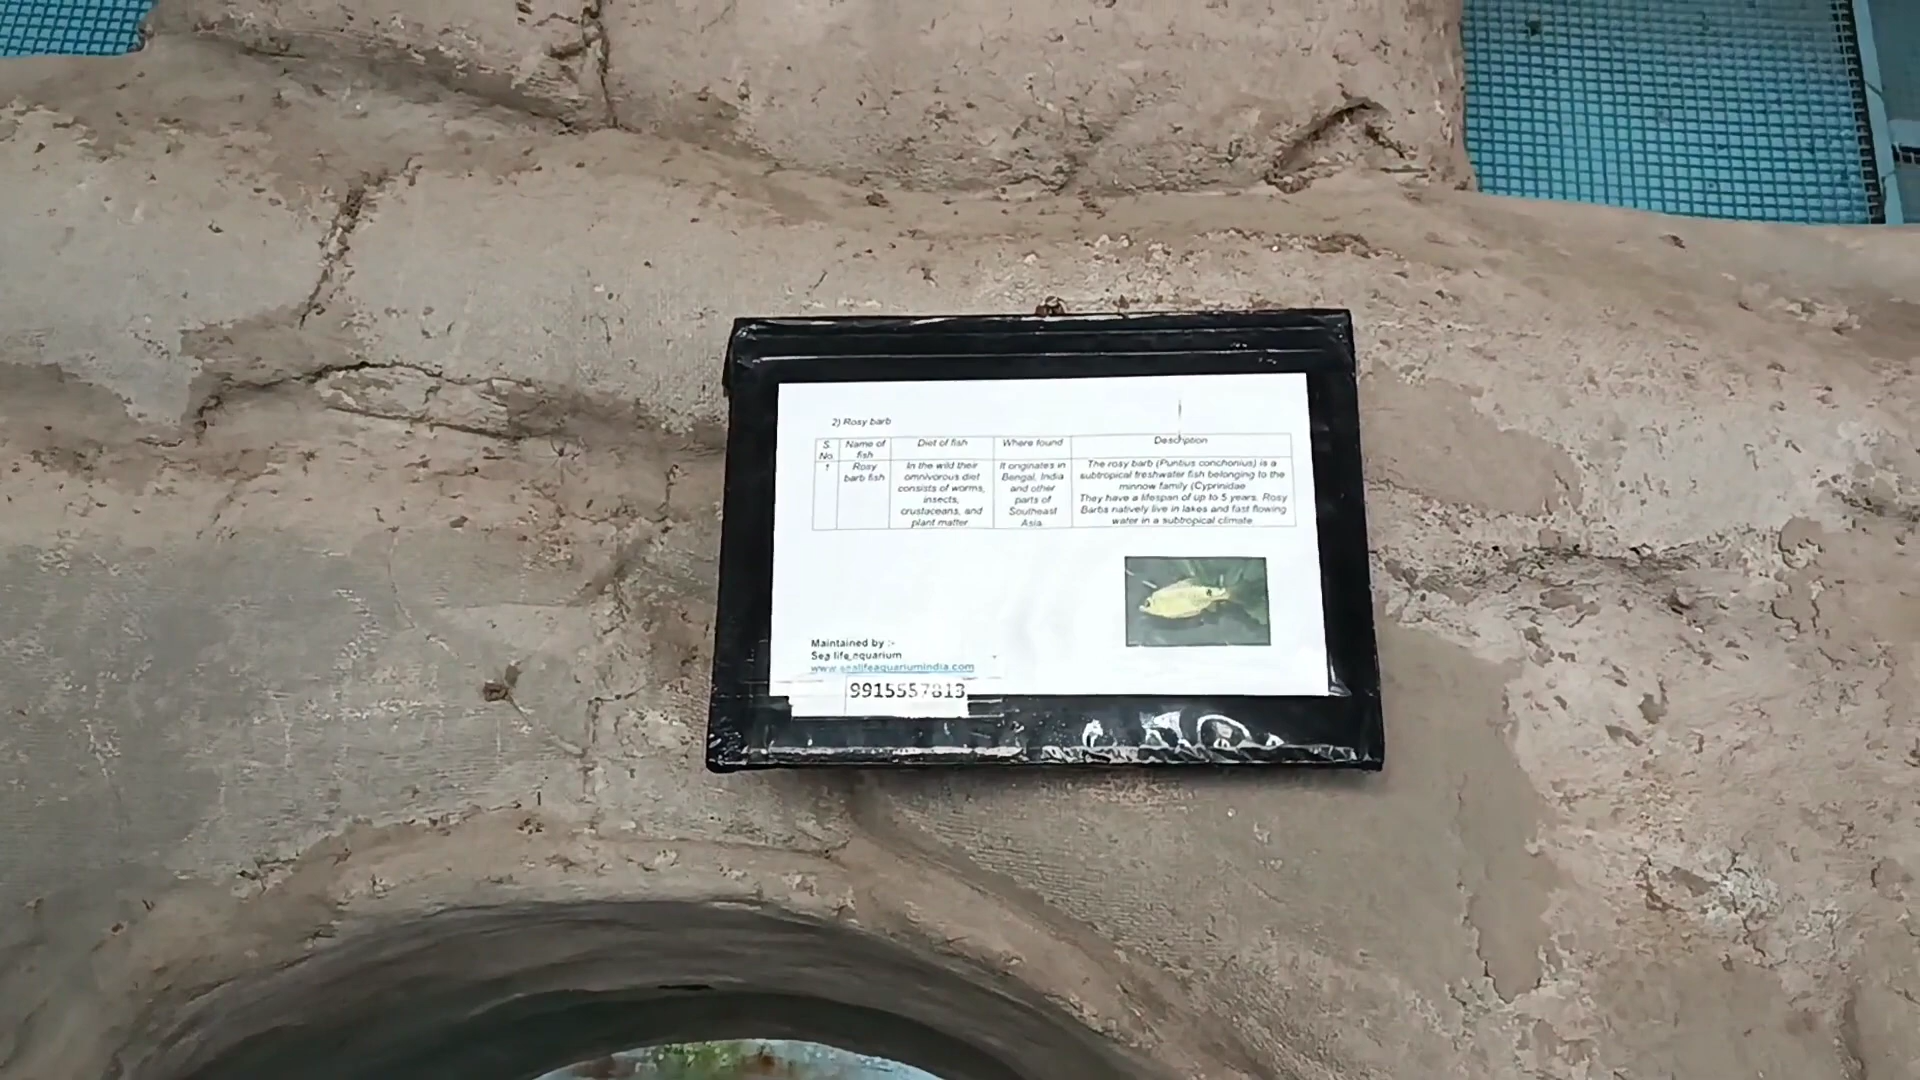 2) Rosy barb
S. No.
Name of fish
Diet of fish
Where found
Description
1
Rosy
barb fish
In the wild their
omnivorous diet
consists of worms,
insects,
crustaceans, and
plant matter
It originates in
Bengal, India
and other
parts of
Southeast
Asia.
The rosy barb (Puntius conchonius) is a
subtropical freshwater fish belonging to the
minnow family (Cyprinidae
They have a lifespan of up to 5 years. Rosy
Barbs natively live in lakes and fast flowing
water in a subtropical climate
Maintained by :-
Sea life aquarium
www.sealifeaquariumindia.com
9915557813